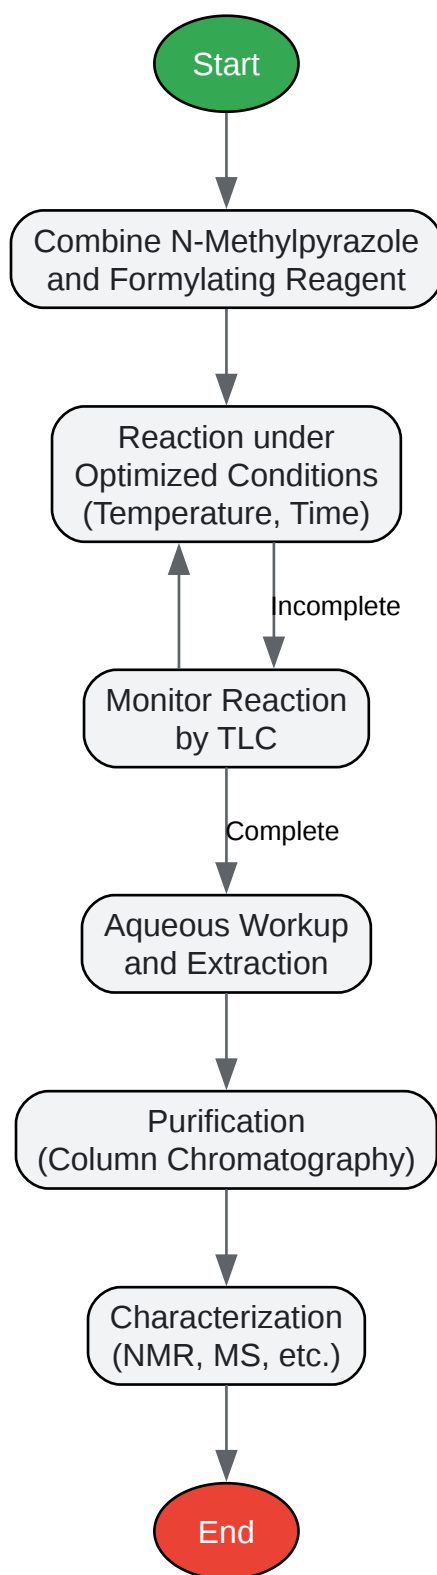 Start
Combine N-Methylpyrazole
and Formylating Reagent
Reaction under
Optimized Conditions
(Temperature, Time)
Incomplete
Monitor Reaction
by TLC
Complete
Aqueous Workup
and Extraction
Purification
(Column Chromatography)
Characterization
(NMR, MS, etc.)
End